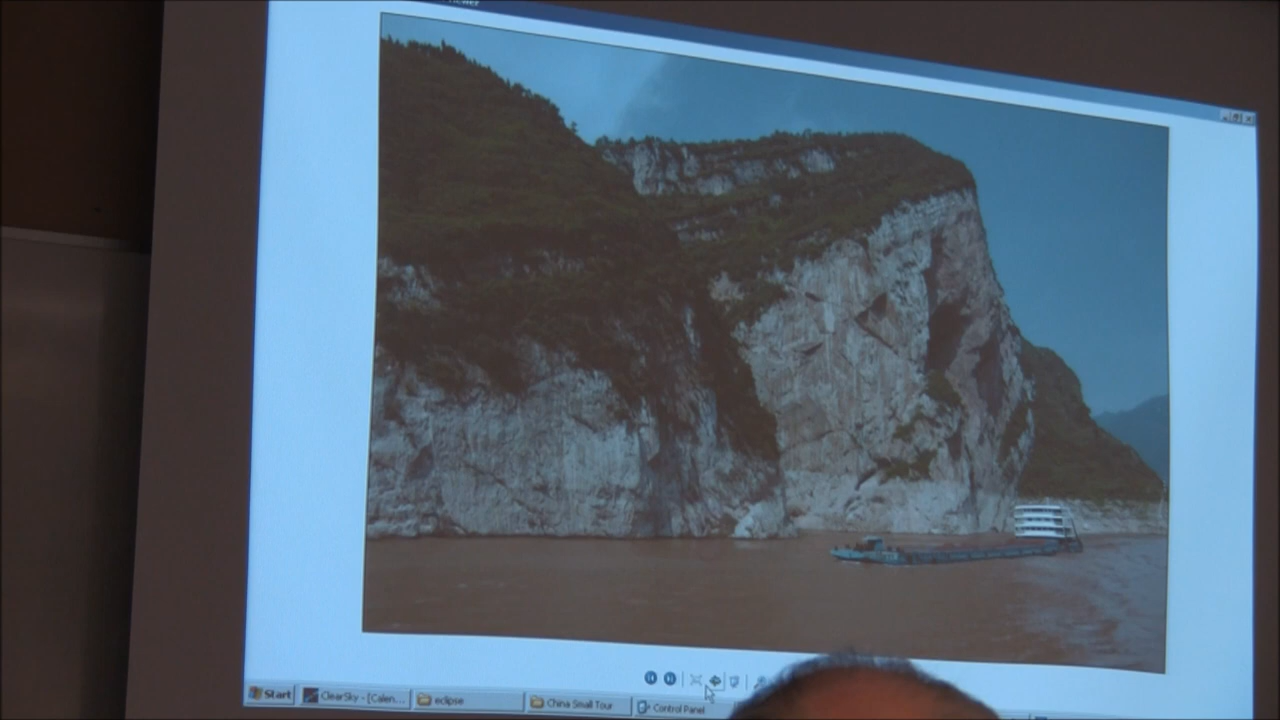 Start
ClearSky - [Calen...
eclipse
China Small Tour
Control Panel